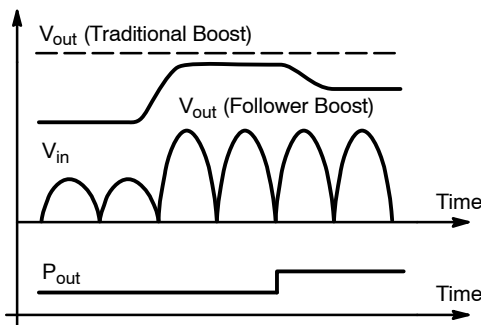 Vout (Traditional Boost)
Vout (Follower Boost)
Vin
Time
Pout
Time